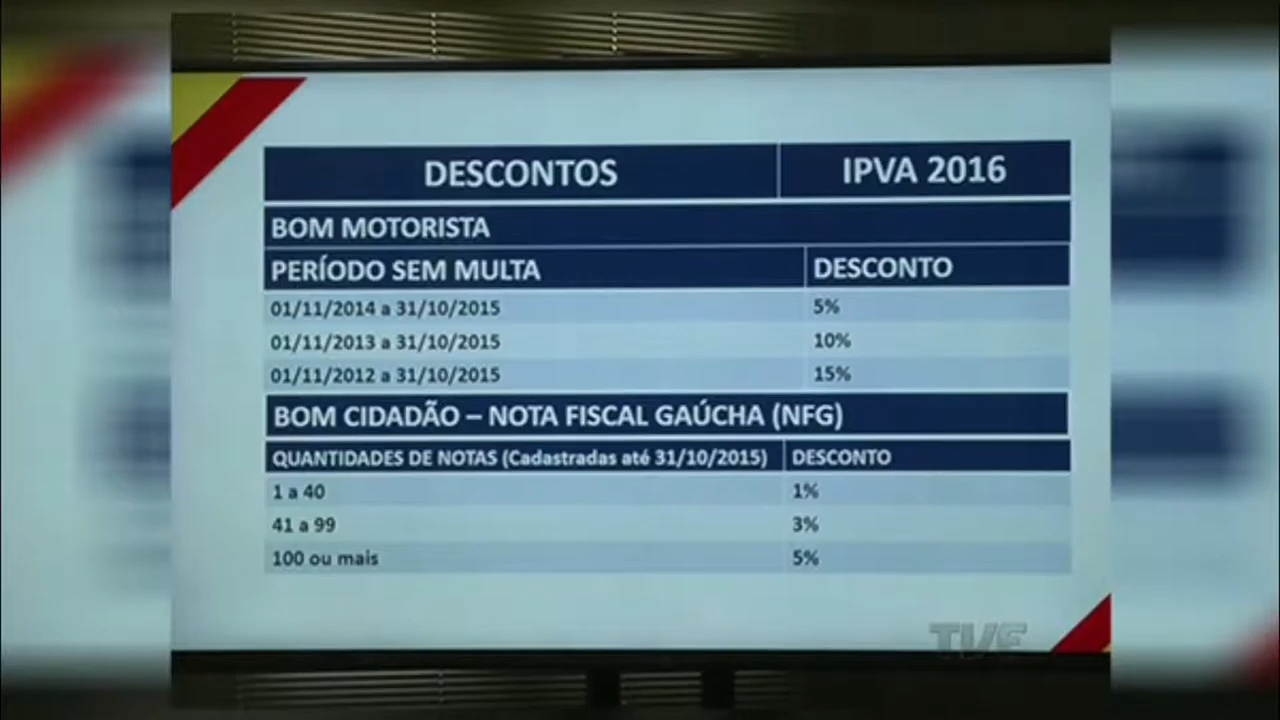 DESCONTOS IPVA 2016
BOM MOTORISTA
PERÍODO SEM MULTA DESCONTO
01/11/2014 a 31/10/2015 5%
01/11/2013 a 31/10/2015 10%
01/11/2012 a 31/10/2015 15%
BOM CIDADÃO – NOTA FISCAL GAÚCHA (NFG)
QUANTIDADES DE NOTAS (Cadastradas até 31/10/2015) DESCONTO
1 a 40 1%
41 a 99 3%
100 ou mais 5%
TVE